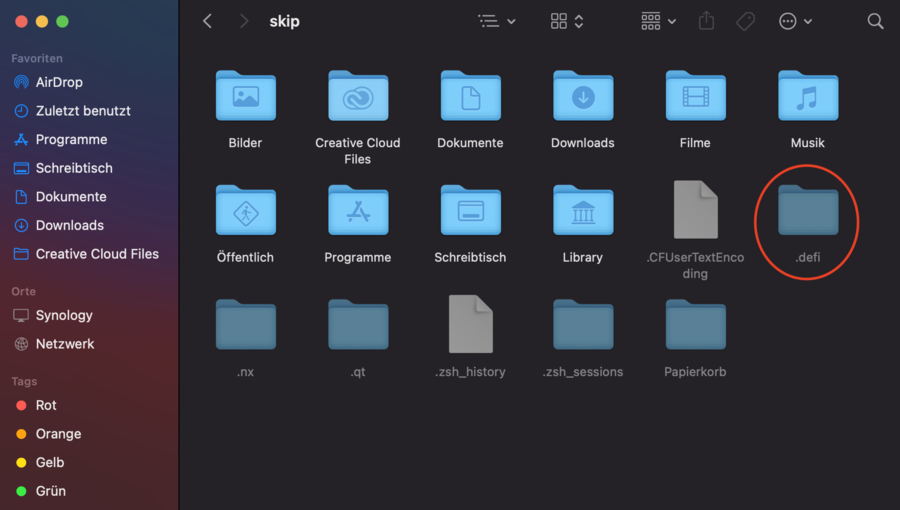 skip
Favoriten
AirDrop
Zuletzt benutzt
Programme
Schreibtisch
Dokumente
Downloads
Creative Cloud Files
Orte
Synology
Netzwerk
Tags
Rot
Orange
Gelb
Grün
Bilder
Creative Cloud
Files
Dokumente
Downloads
Filme
Musik
Öffentlich
Programme
Schreibtisch
Library
.CFUserTextEnco
ding
.defi
.nx
.qt
.zsh_history
.zsh_sessions
Papierkorb